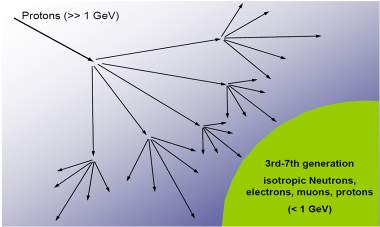 Protons (>> 1 GeV)
3rd-7th generation
isotropic Neutrons,
electrons, muons, protons
(< 1 GeV)